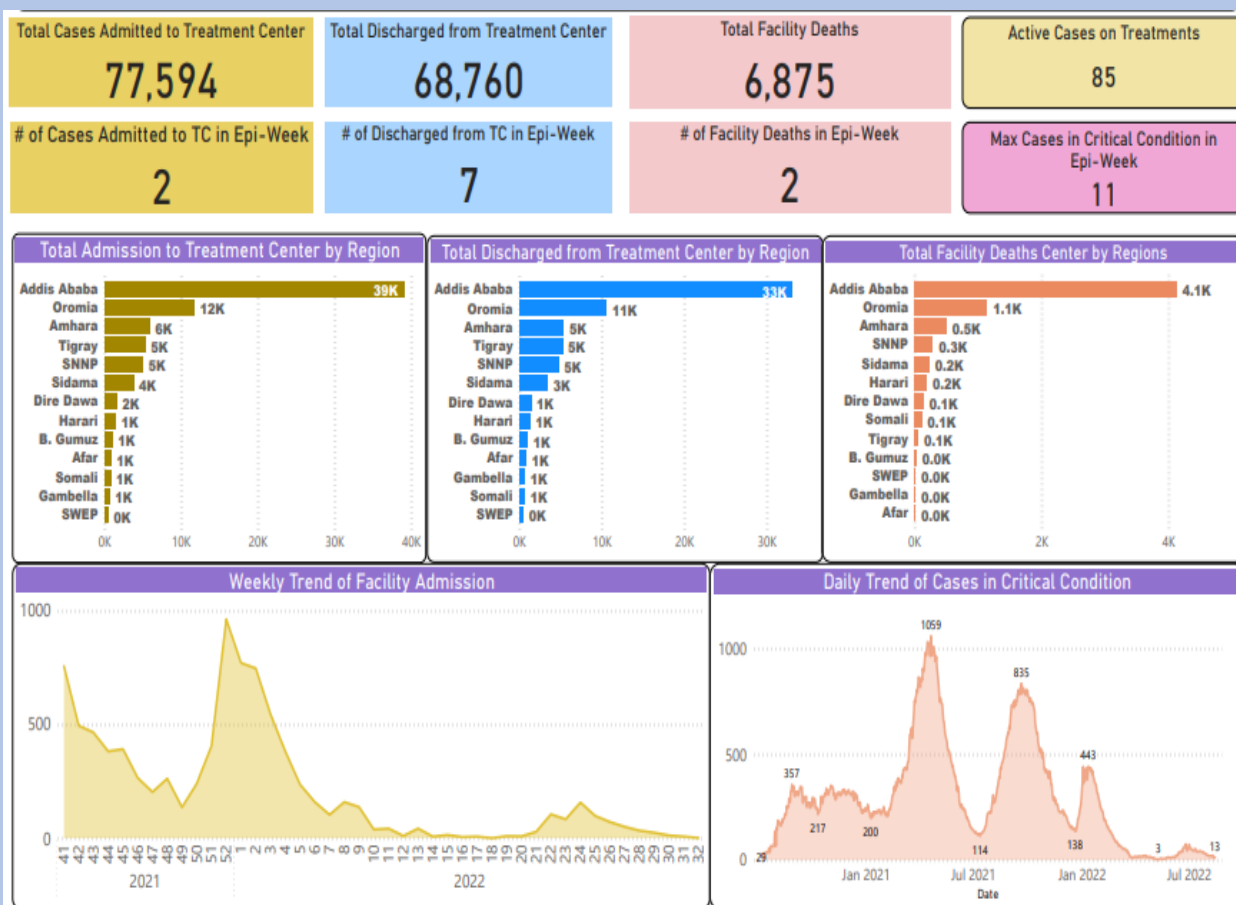 Total Cases Admitted to Treatment Center
77,594
Total Discharged from Treatment Center
68,760
Total Facility Deaths
6,875
Active Cases on Treatments
85
# of Cases Admitted to TC in Epi-Week
2
# of Discharged from TC in Epi-Week
7
# of Facility Deaths in Epi-Week
2
Max Cases in Critical Condition in
Epi-Week
11
Total Admission to Treatment Center by Region
Addis Ababa 39K
Oromia 12K
Amhara 6K
Tigray 5K
SNNP 5K
Sidama 4K
Dire Dawa 2K
Harari 1K
B. Gumuz 1K
Afar 1K
Somali 1K
Gambella 1K
SWEP 0K
0K 10K 20K 30K 40K
Total Discharged from Treatment Center by Region
Addis Ababa 33K
Oromia 11K
Amhara 5K
Tigray 5K
SNNP 5K
Sidama 3K
Dire Dawa 1K
Harari 1K
B. Gumuz 1K
Afar 1K
Gambella 1K
Somali 1K
SWEP 0K
0K 10K 20K 30K
Total Facility Deaths Center by Regions
Addis Ababa 4.1K
Oromia 1.1K
Amhara 0.5K
SNNP 0.3K
Sidama 0.2K
Harari 0.2K
Dire Dawa 0.1K
Somali 0.1K
Tigray 0.1K
B. Gumuz 0.0K
SWEP 0.0K
Gambella 0.0K
Afar 0.0K
0K 2K 4K
Weekly Trend of Facility Admission
1000
500
0
41 42 43 44 45 46 47 48 49 50 51 52 1 2 3 4 5 6 7 8 9 10 11 12 13 14 15 16 17 18 19 20 21 22 23 24 25 26 27 28 29 30 31 32
2021 2022
Daily Trend of Cases in Critical Condition
1059
1000
835
500
443
357
217
200
114
138
29
3
13
0
Jan 2021 Jul 2021 Jan 2022 Jul 2022
Date